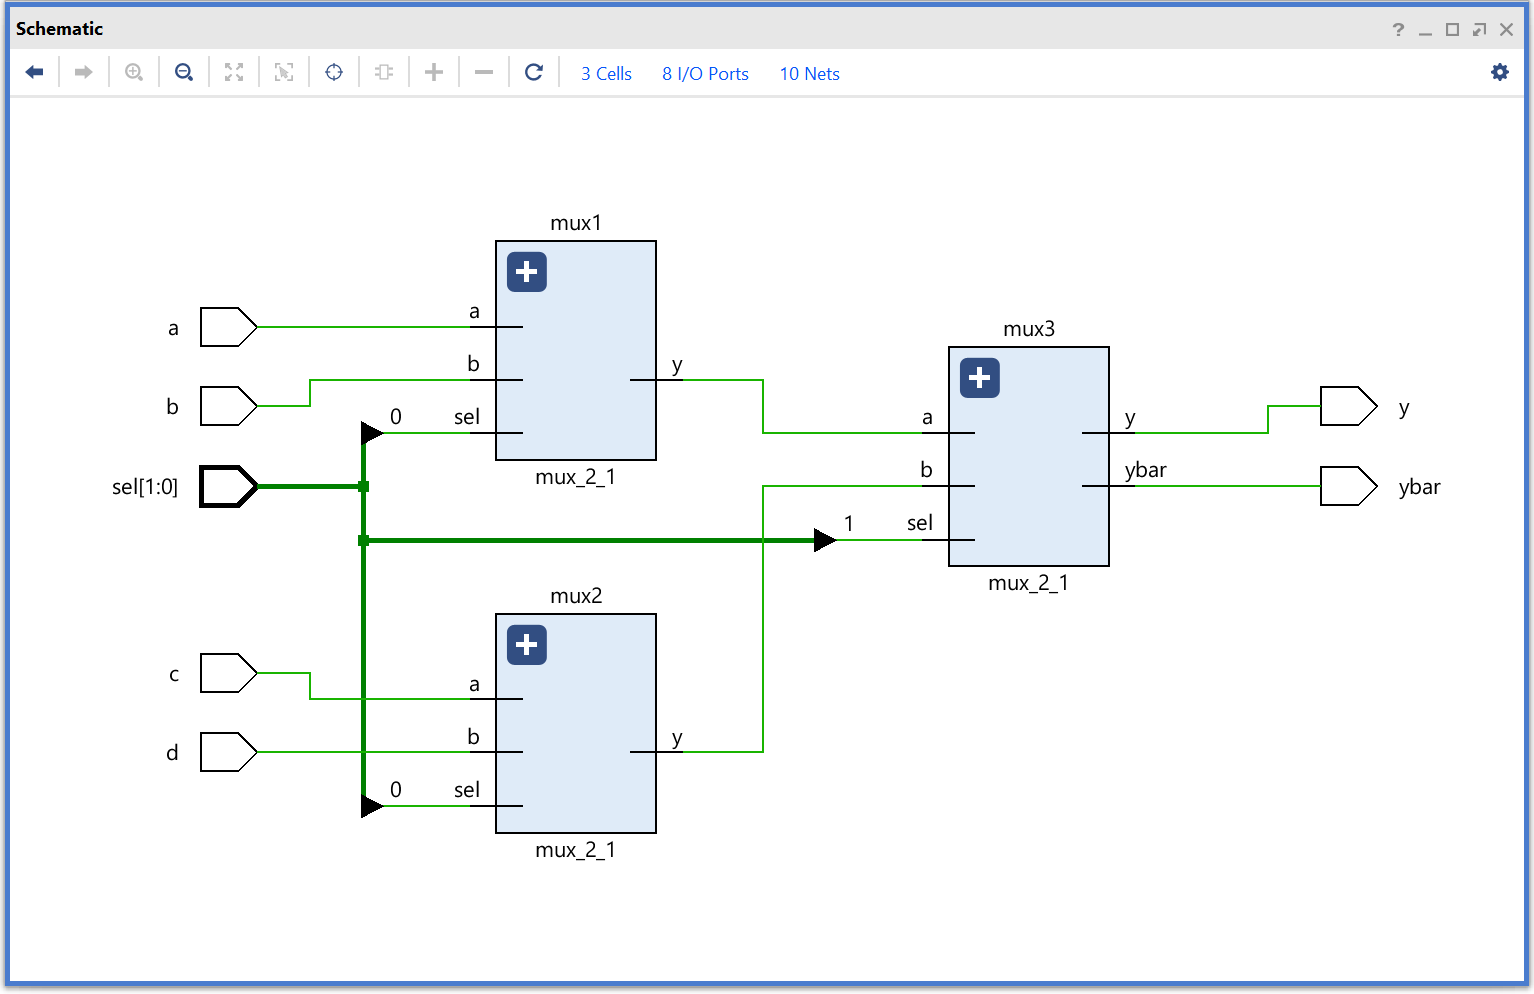 Schematic
?
3 Cells 8 I/O Ports 10 Nets
mux1
a a
b b y
0 sel
sel[1:0]
mux_2_1
mux3
a y y
b ybar ybar
1 sel
mux_2_1
mux2
c a
d b y
0 sel
mux_2_1